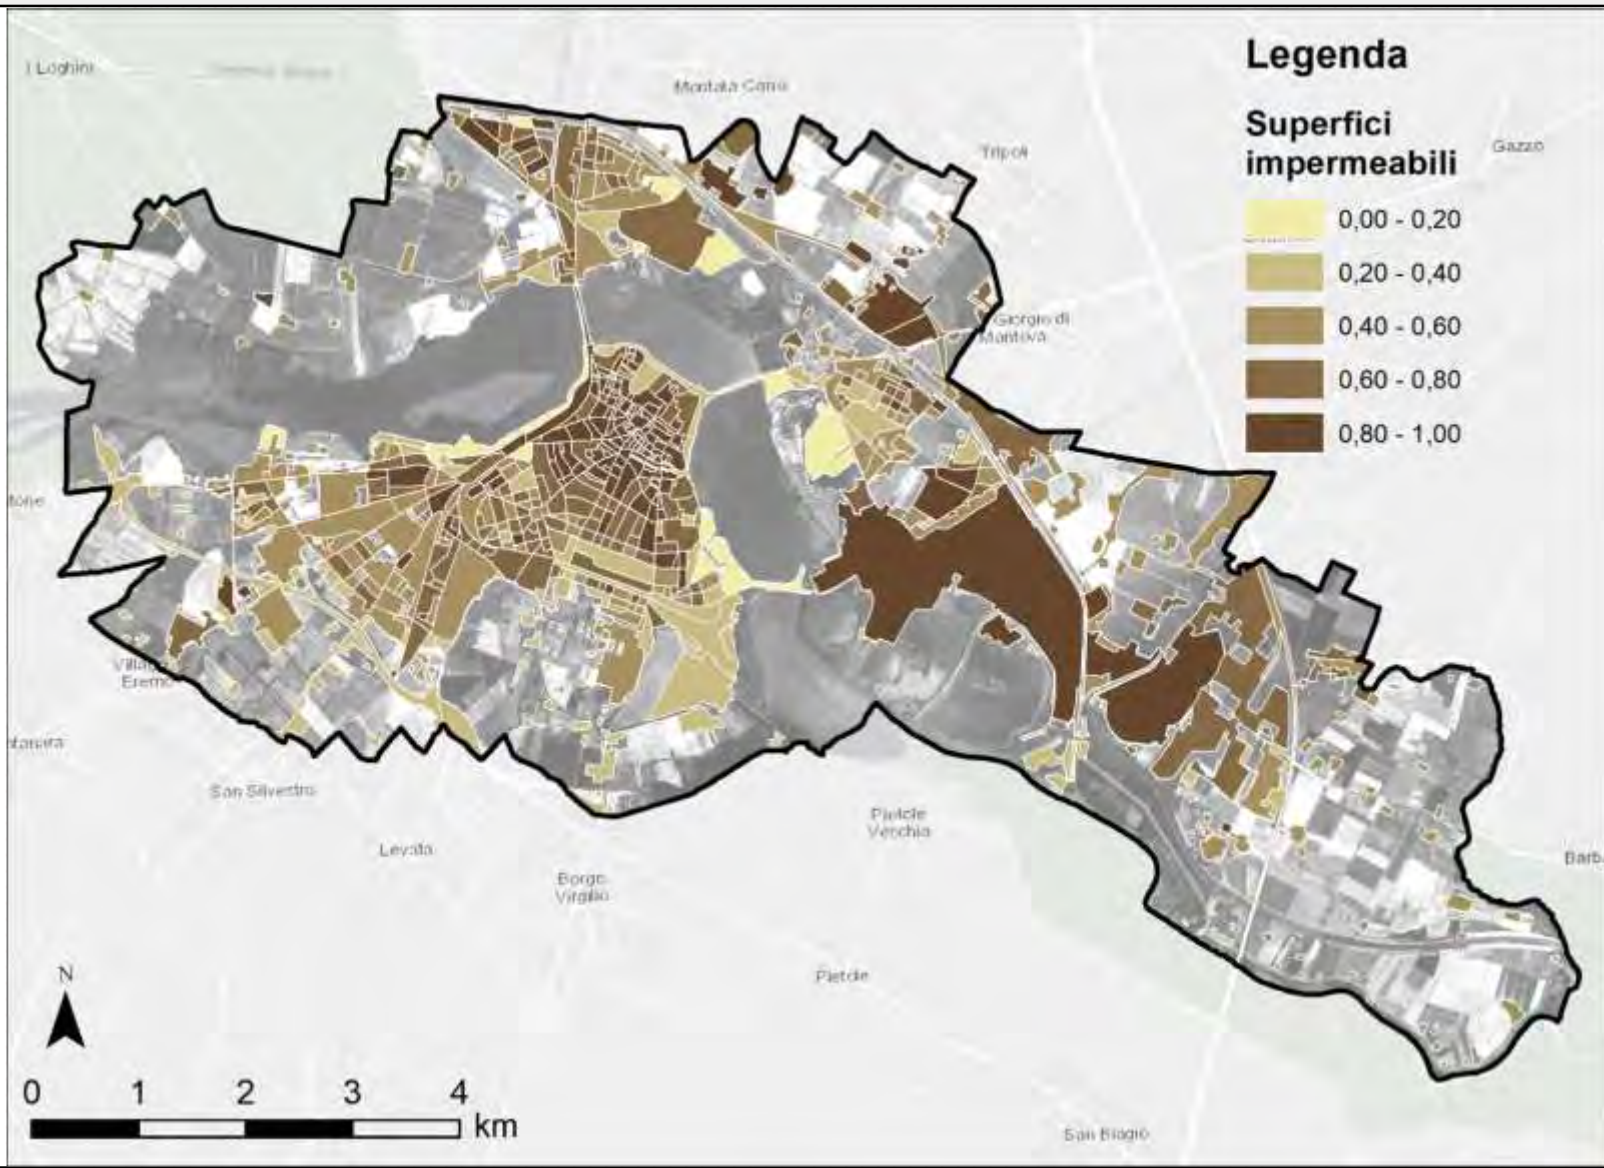 Legenda
Superfici
impermeabili
0,00 - 0,20
0,20 - 0,40
0,40 - 0,60
0,60 - 0,80
0,80 - 1,00
I Loghini
Tripoli
Gazzo
Giorgio di
Mantova
Eremo
San Silvestro
Levata
Borgo
Virgilio
Pietole
Vecchia
Pietole
San Biagio
Barb
N
0
1
2
3
4
km